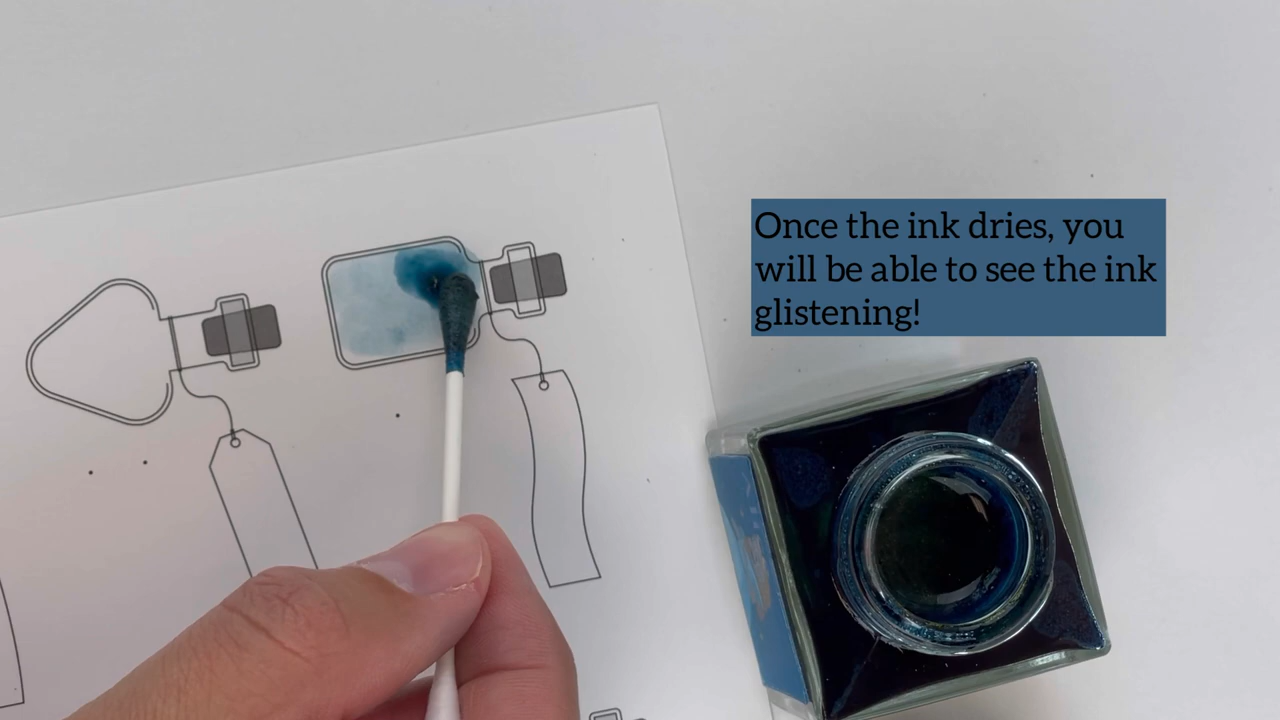 Once the ink dries, you
will be able to see the ink
glistening!